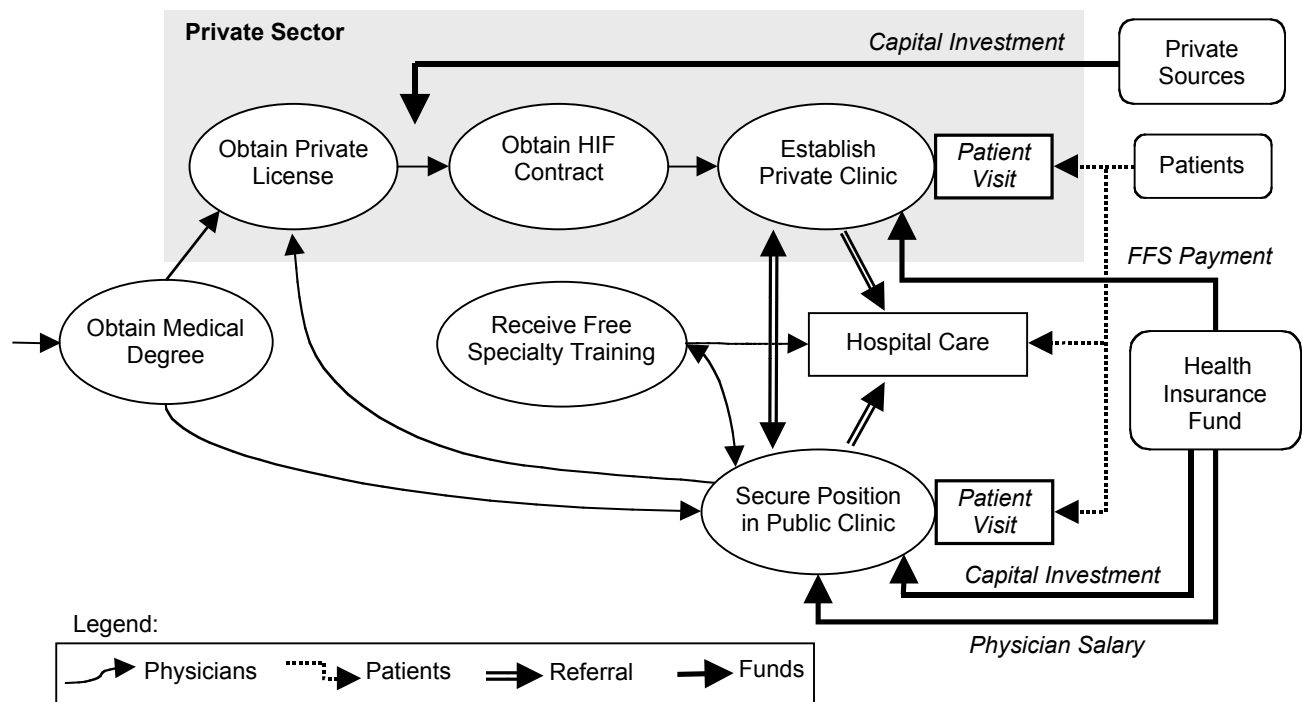 Private Sector
Capital Investment
Private
Sources
Obtain Private
License
Obtain HIF
Contract
Establish
Private Clinic
Patient
Visit
Patients
FFS Payment
Obtain Medical
Degree
Receive Free
Specialty Training
Hospital Care
Health
Insurance
Fund
Secure Position
in Public Clinic
Patient
Visit
Capital Investment
Physician Salary
Legend:
Physicians
Patients
Referral
Funds